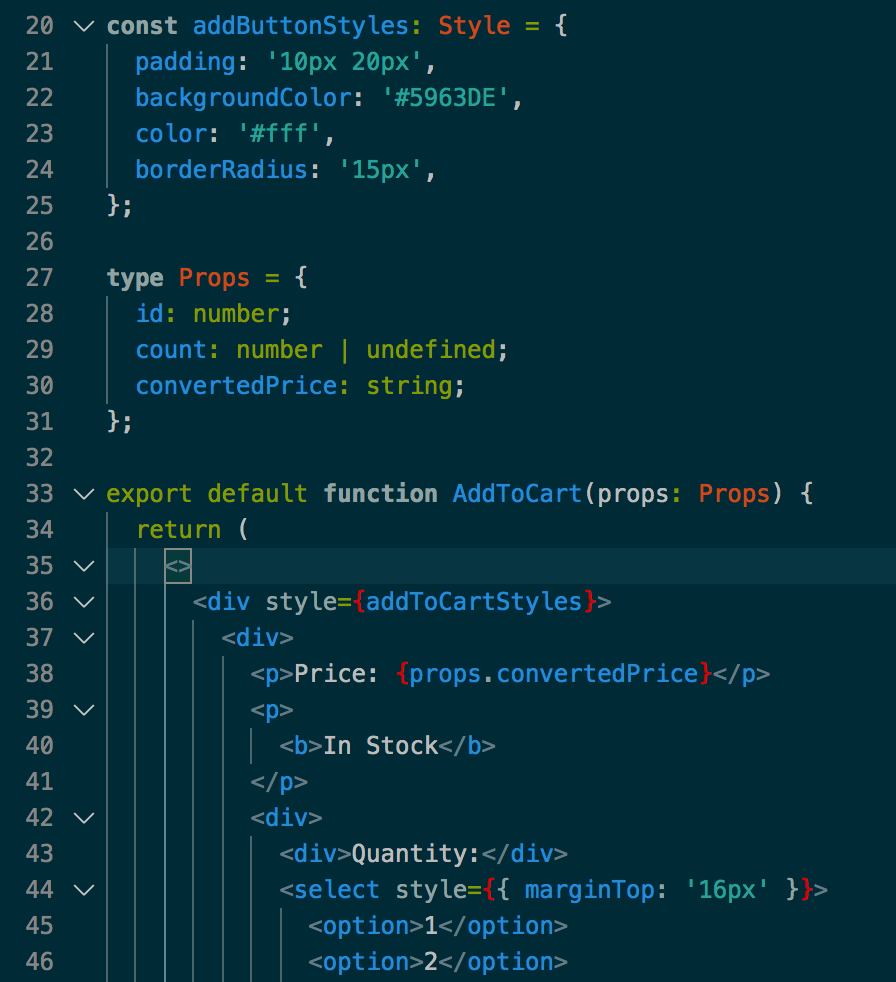 20 const addButtonStyles: Style = {
21 padding: '10px 20px',
22 backgroundColor: '#5963DE',
23 color: '#fff',
24 borderRadius: '15px',
25 };
26
27 type Props = {
28 id: number;
29 count: number | undefined;
30 convertedPrice: string;
31 };
32
33 export default function AddToCart(props: Props) {
34 return (
35 <>
36 <div style={addToCartStyles}>
37 <div>
38 <p>Price: {props.convertedPrice}</p>
39 <p>
40 <b>In Stock</b>
41 </p>
42 <div>
43 <div>Quantity:</div>
44 <select style={{ marginTop: '16px' }}>
45 <option>1</option>
46 <option>2</option>